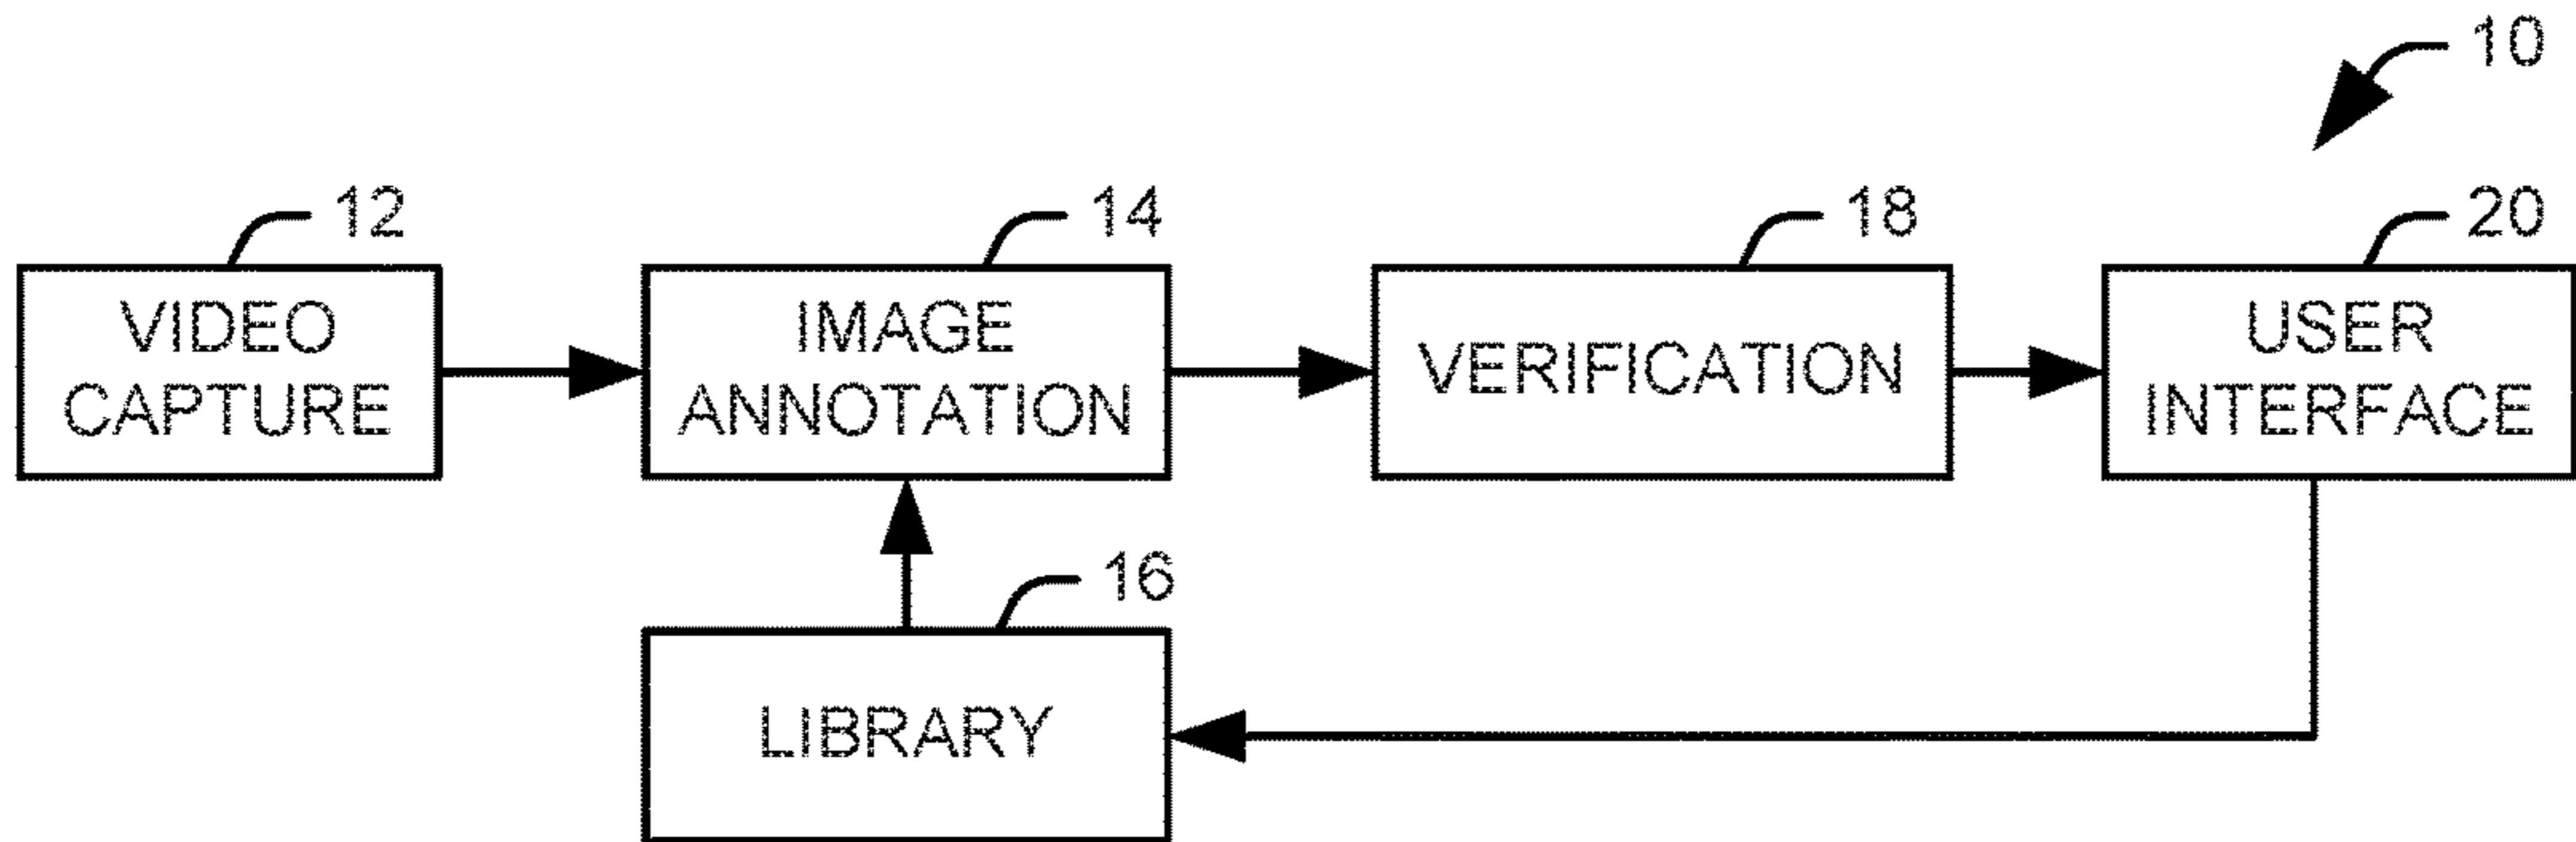 10
12
14
18
20
VIDEO
CAPTURE
IMAGE
ANNOTATION
VERIFICATION
USER
INTERFACE
16
LIBRARY